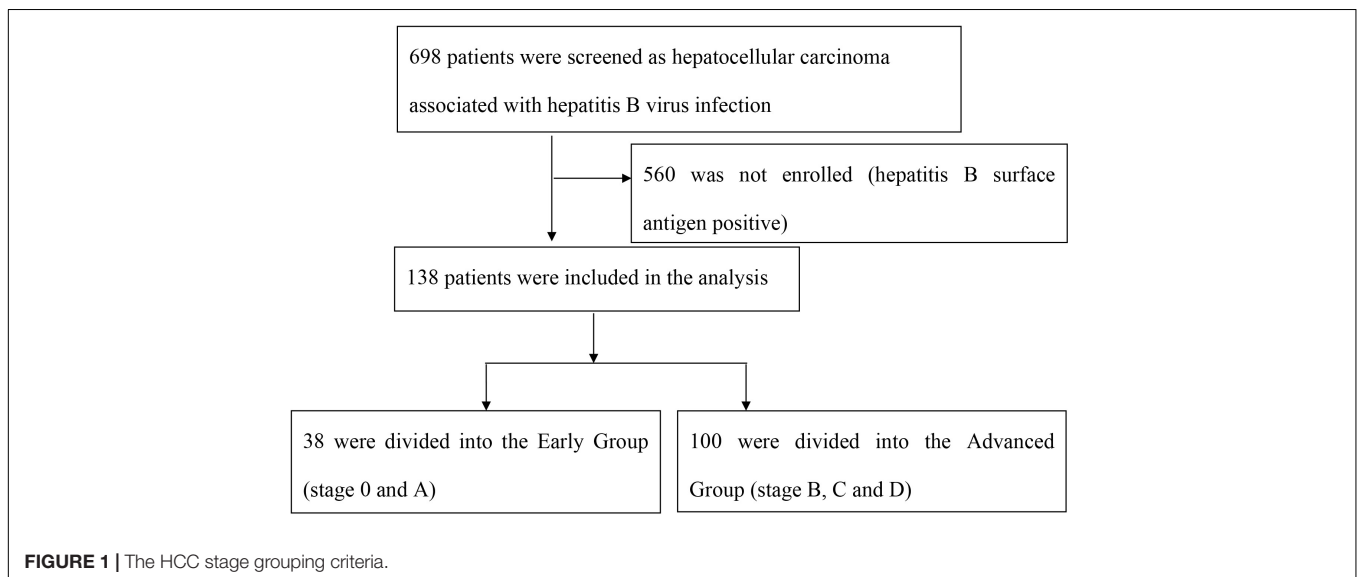 698 patients were screened as hepatocellular carcinoma
associated with hepatitis B virus infection
560 was not enrolled (hepatitis B surface
antigen positive)
138 patients were included in the analysis
38 were divided into the Early Group
(stage 0 and A)
100 were divided into the Advanced
Group (stage B, C and D)
FIGURE 1 | The HCC stage grouping criteria.